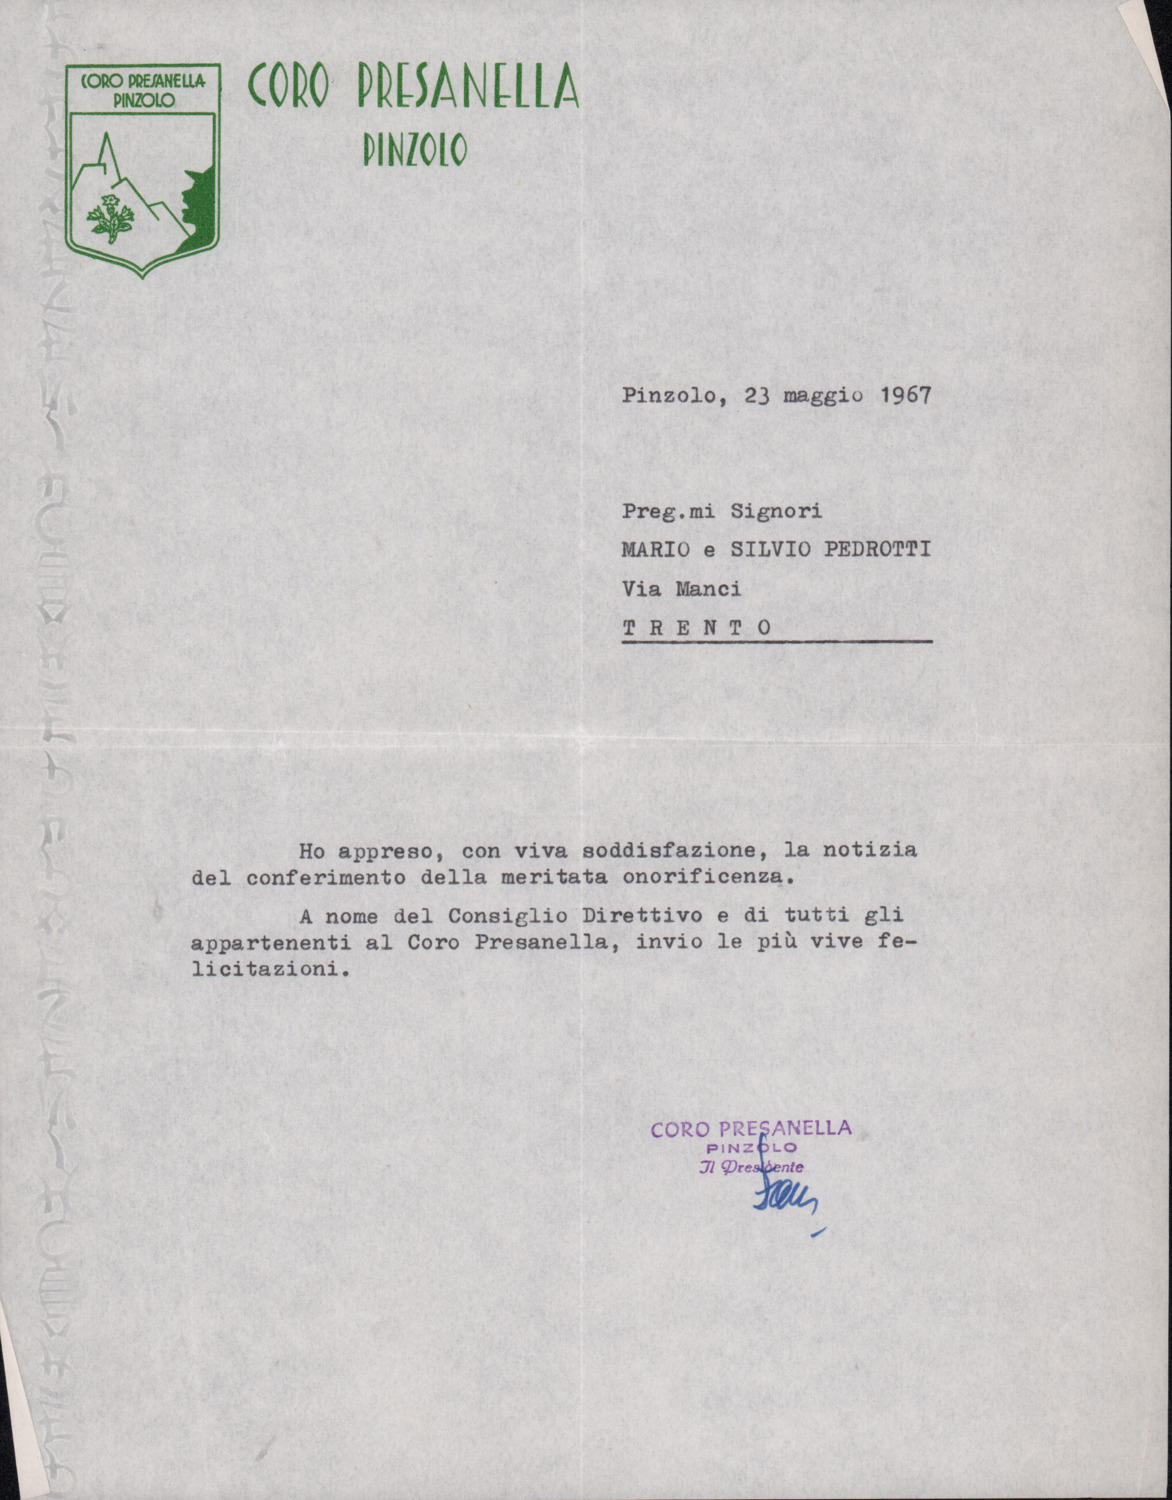 CORO PRESANELLA
PINZOLO
CORO PRESANELLA
PINZOLO
Pinzolo, 23 maggio 1967
Preg.mi Signori
MARIO e SILVIO PEDROTTI
Via Manci
T R E N T O
Ho appreso, con viva soddisfazione, la notizia
del conferimento della meritata onorificenza.
A nome del Consiglio Direttivo e di tutti gli
appartenenti al Coro Presanella, invio le più vive fe-
licitazioni.
CORO PRESANELLA
PINZOLO
Il Presidente